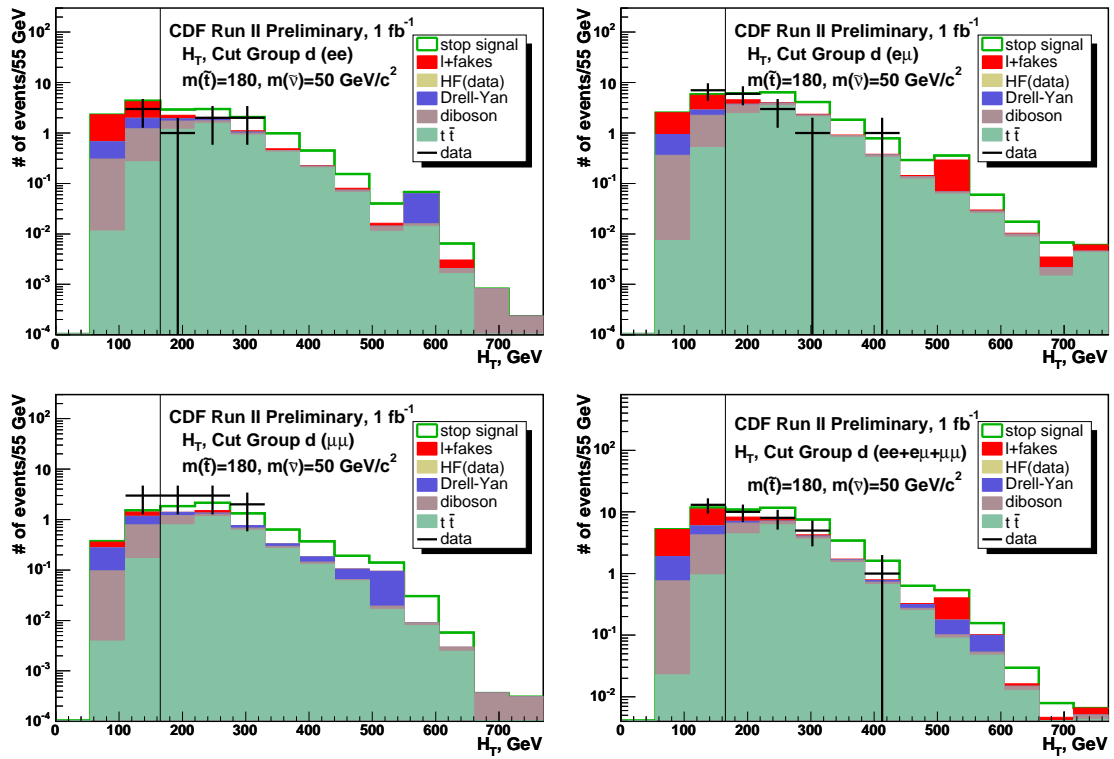 CDF Run II Preliminary, 1 fb⁻¹
H_T, Cut Group d (ee)
m(t̃)=180, m(ṽ)=50 GeV/c²
stop signal
l+fakes
HF(data)
Drell-Yan
diboson
t t̄
data
# of events/55 GeV
10²
10
1
10⁻¹
10⁻²
10⁻³
10⁻⁴
0 100 200 300 400 500 600 700
H_T, GeV
CDF Run II Preliminary, 1 fb⁻¹
H_T, Cut Group d (eμ)
m(t̃)=180, m(ṽ)=50 GeV/c²
stop signal
l+fakes
HF(data)
Drell-Yan
diboson
t t̄
data
# of events/55 GeV
10²
10
1
10⁻¹
10⁻²
10⁻³
10⁻⁴
0 100 200 300 400 500 600 700
H_T, GeV
CDF Run II Preliminary, 1 fb⁻¹
H_T, Cut Group d (μμ)
m(t̃)=180, m(ṽ)=50 GeV/c²
stop signal
l+fakes
HF(data)
Drell-Yan
diboson
t t̄
data
# of events/55 GeV
10²
10
1
10⁻¹
10⁻²
10⁻³
10⁻⁴
0 100 200 300 400 500 600 700
H_T, GeV
CDF Run II Preliminary, 1 fb⁻¹
H_T, Cut Group d (ee+eμ+μμ)
m(t̃)=180, m(ṽ)=50 GeV/c²
stop signal
l+fakes
HF(data)
Drell-Yan
diboson
t t̄
data
# of events/55 GeV
10²
10
1
10⁻¹
10⁻²
0 100 200 300 400 500 600 700
H_T, GeV